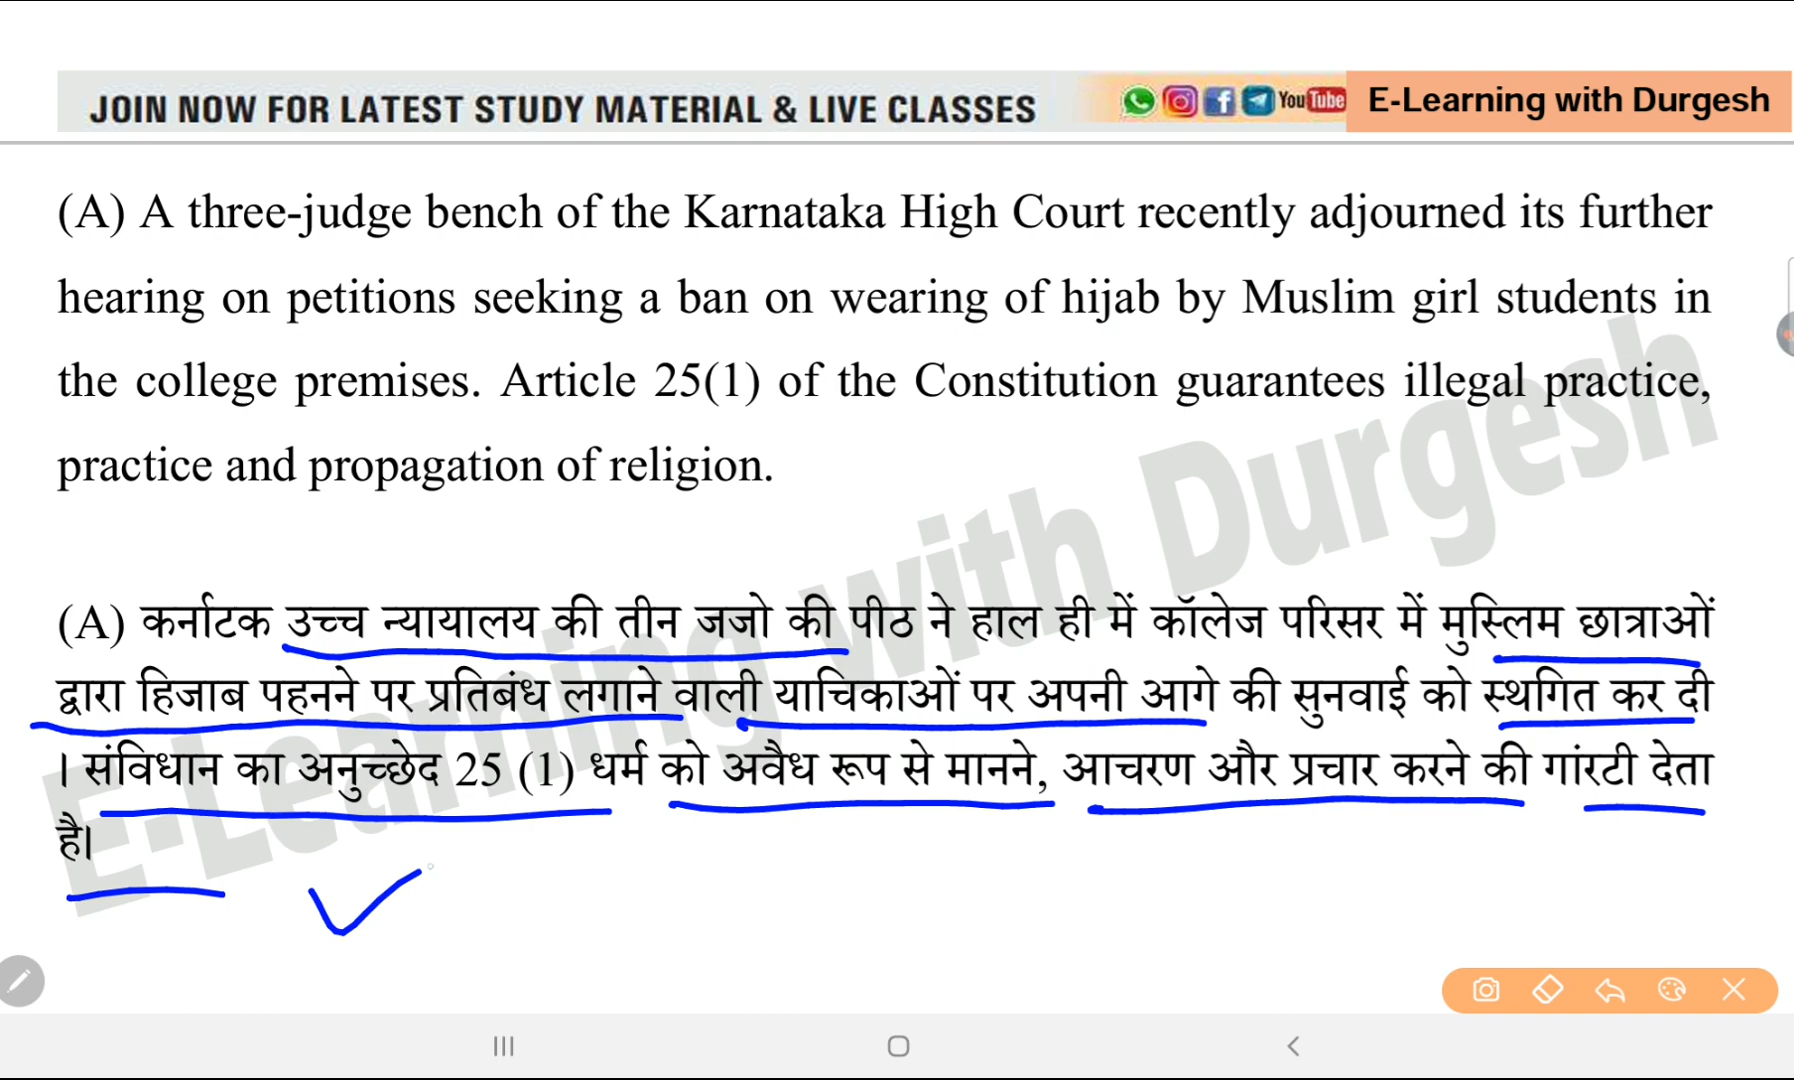 JOIN NOW FOR LATEST STUDY MATERIAL & LIVE CLASSES
YouTube
E-Learning with Durgesh
(A) A three-judge bench of the Karnataka High Court recently adjourned its further
hearing on petitions seeking a ban on wearing of hijab by Muslim girl students in
the college premises. Article 25(1) of the Constitution guarantees illegal practice,
practice and propagation of religion.
E-Learning with Durgesh
(A) कर्नाटक उच्च न्यायालय की तीन जजो की पीठ ने हाल ही में कॉलेज परिसर में मुस्लिम छात्राओं
द्वारा हिजाब पहनने पर प्रतिबंध लगाने वाली याचिकाओं पर अपनी आगे की सुनवाई को स्थगित कर दी
। संविधान का अनुच्छेद 25 (1) धर्म को अवैध रूप से मानने, आचरण और प्रचार करने की गांरटी देता
है।